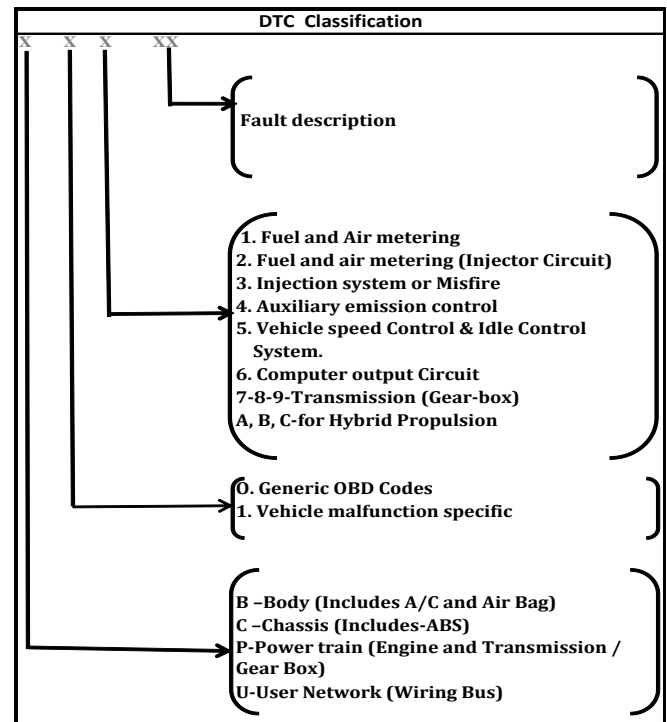 DTC Classification
X X X XX
Fault description
1. Fuel and Air metering
2. Fuel and air metering (Injector Circuit)
3. Injection system or Misfire
4. Auxiliary emission control
5. Vehicle speed Control & Idle Control
System.
6. Computer output Circuit
7-8-9-Transmission (Gear-box)
A, B, C-for Hybrid Propulsion
O. Generic OBD Codes
1. Vehicle malfunction specific
B –Body (Includes A/C and Air Bag)
C –Chassis (Includes-ABS)
P-Power train (Engine and Transmission /
Gear Box)
U-User Network (Wiring Bus)